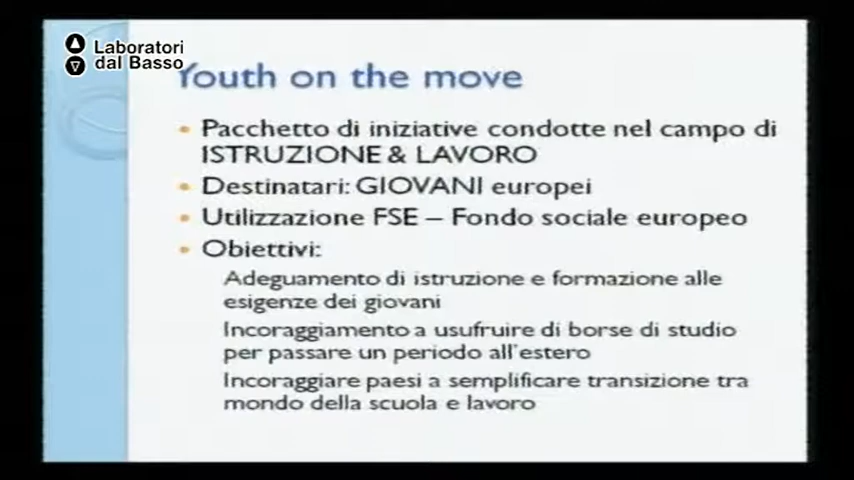 Laboratori
dal Basso
Youth on the move
Pacchetto di iniziative condotte nel campo di
ISTRUZIONE & LAVORO
Destinatari: GIOVANI europei
Utilizzazione FSE – Fondo sociale europeo
Obiettivi:
Adeguamento di istruzione e formazione alle
esigenze dei giovani
Incoraggiamento a usufruire di borse di studio
per passare un periodo all'estero
Incoraggiare paesi a semplificare transizione tra
mondo della scuola e lavoro